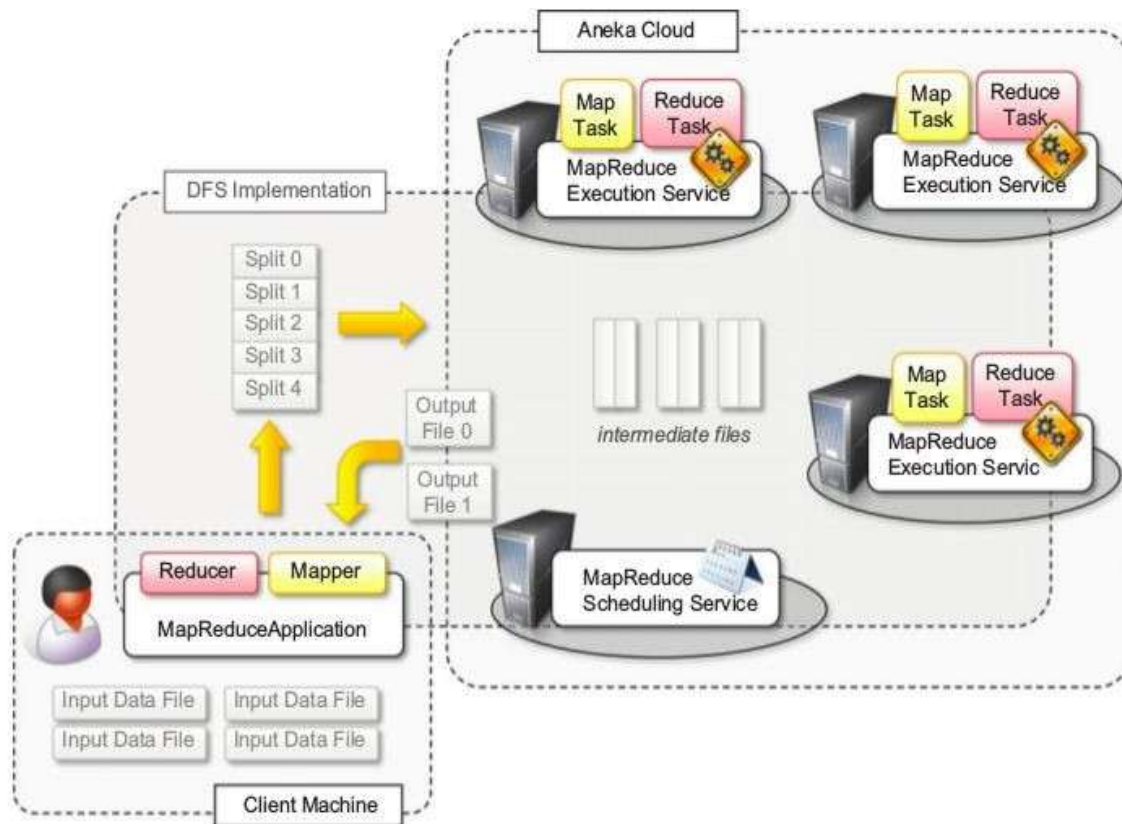 Aneka Cloud
Map
Task
Reduce
Task
MapReduce
Execution Service
Map
Task
Reduce
Task
MapReduce
Execution Service
DFS Implementation
Split 0
Split 1
Split 2
Split 3
Split 4
Output
File 0
Output
File 1
intermediate files
Map
Task
Reduce
Task
MapReduce
Execution Servic
MapReduce
Scheduling Service
Reducer
Mapper
MapReduceApplication
Input Data File
Input Data File
Input Data File
Input Data File
Client Machine